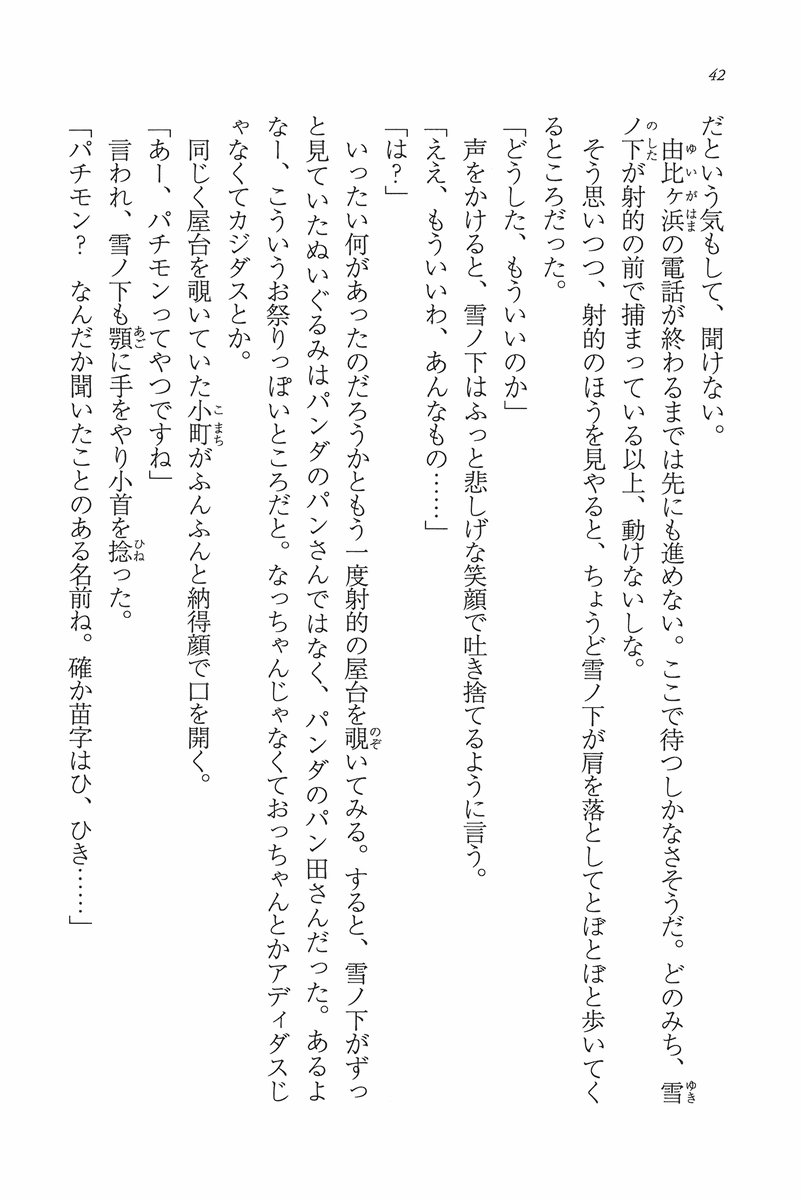 42
だという気もして、聞けない。
由比ヶ浜の電話が終わるまでは先にも進めない。ここで待つしかなさそうだ。どのみち、雪
ノ下が射的の前で捕まっている以上、動けないしな。
そう思いつつ、射的のほうを見やると、ちょうど雪ノ下が肩を落としてとぼとぼと歩いてく
るところだった。
「どうした、もういいのか」
声をかけると、雪ノ下はふっと悲しげな笑顔で吐き捨てるように言う。
「ええ、もういいわ、あんなもの……」
「は？」
いったい何があったのだろうかともう一度射的の屋台を覗いてみる。すると、雪ノ下がずっ
と見ていたぬいぐるみはパンダのパンさんではなく、パンダのパン田さんだった。あるよ
なー、こういうお祭りっぽいところだと。なっちゃんじゃなくておっちゃんとかアディダスじ
ゃなくてカジダスとか。
同じく屋台を覗いていた小町がふんふんと納得顔で口を開く。
「あー、パチモンってやつですね」
言われ、雪ノ下も顎に手をやり小首を捻った。
「パチモン？　なんだか聞いたことのある名前ね。確か苗字はひ、ひき……」